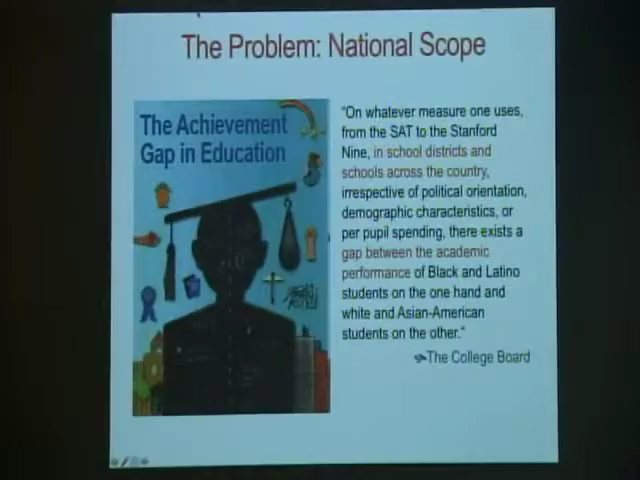 The Problem: National Scope
The Achievement
Gap in Education
"On whatever measure one uses,
from the SAT to the Stanford
Nine, in school districts and
schools across the country,
irrespective of political orientation,
demographic characteristics, or
per pupil spending, there exists a
gap between the academic
performance of Black and Latino
students on the one hand and
white and Asian-American
students on the other."
The College Board